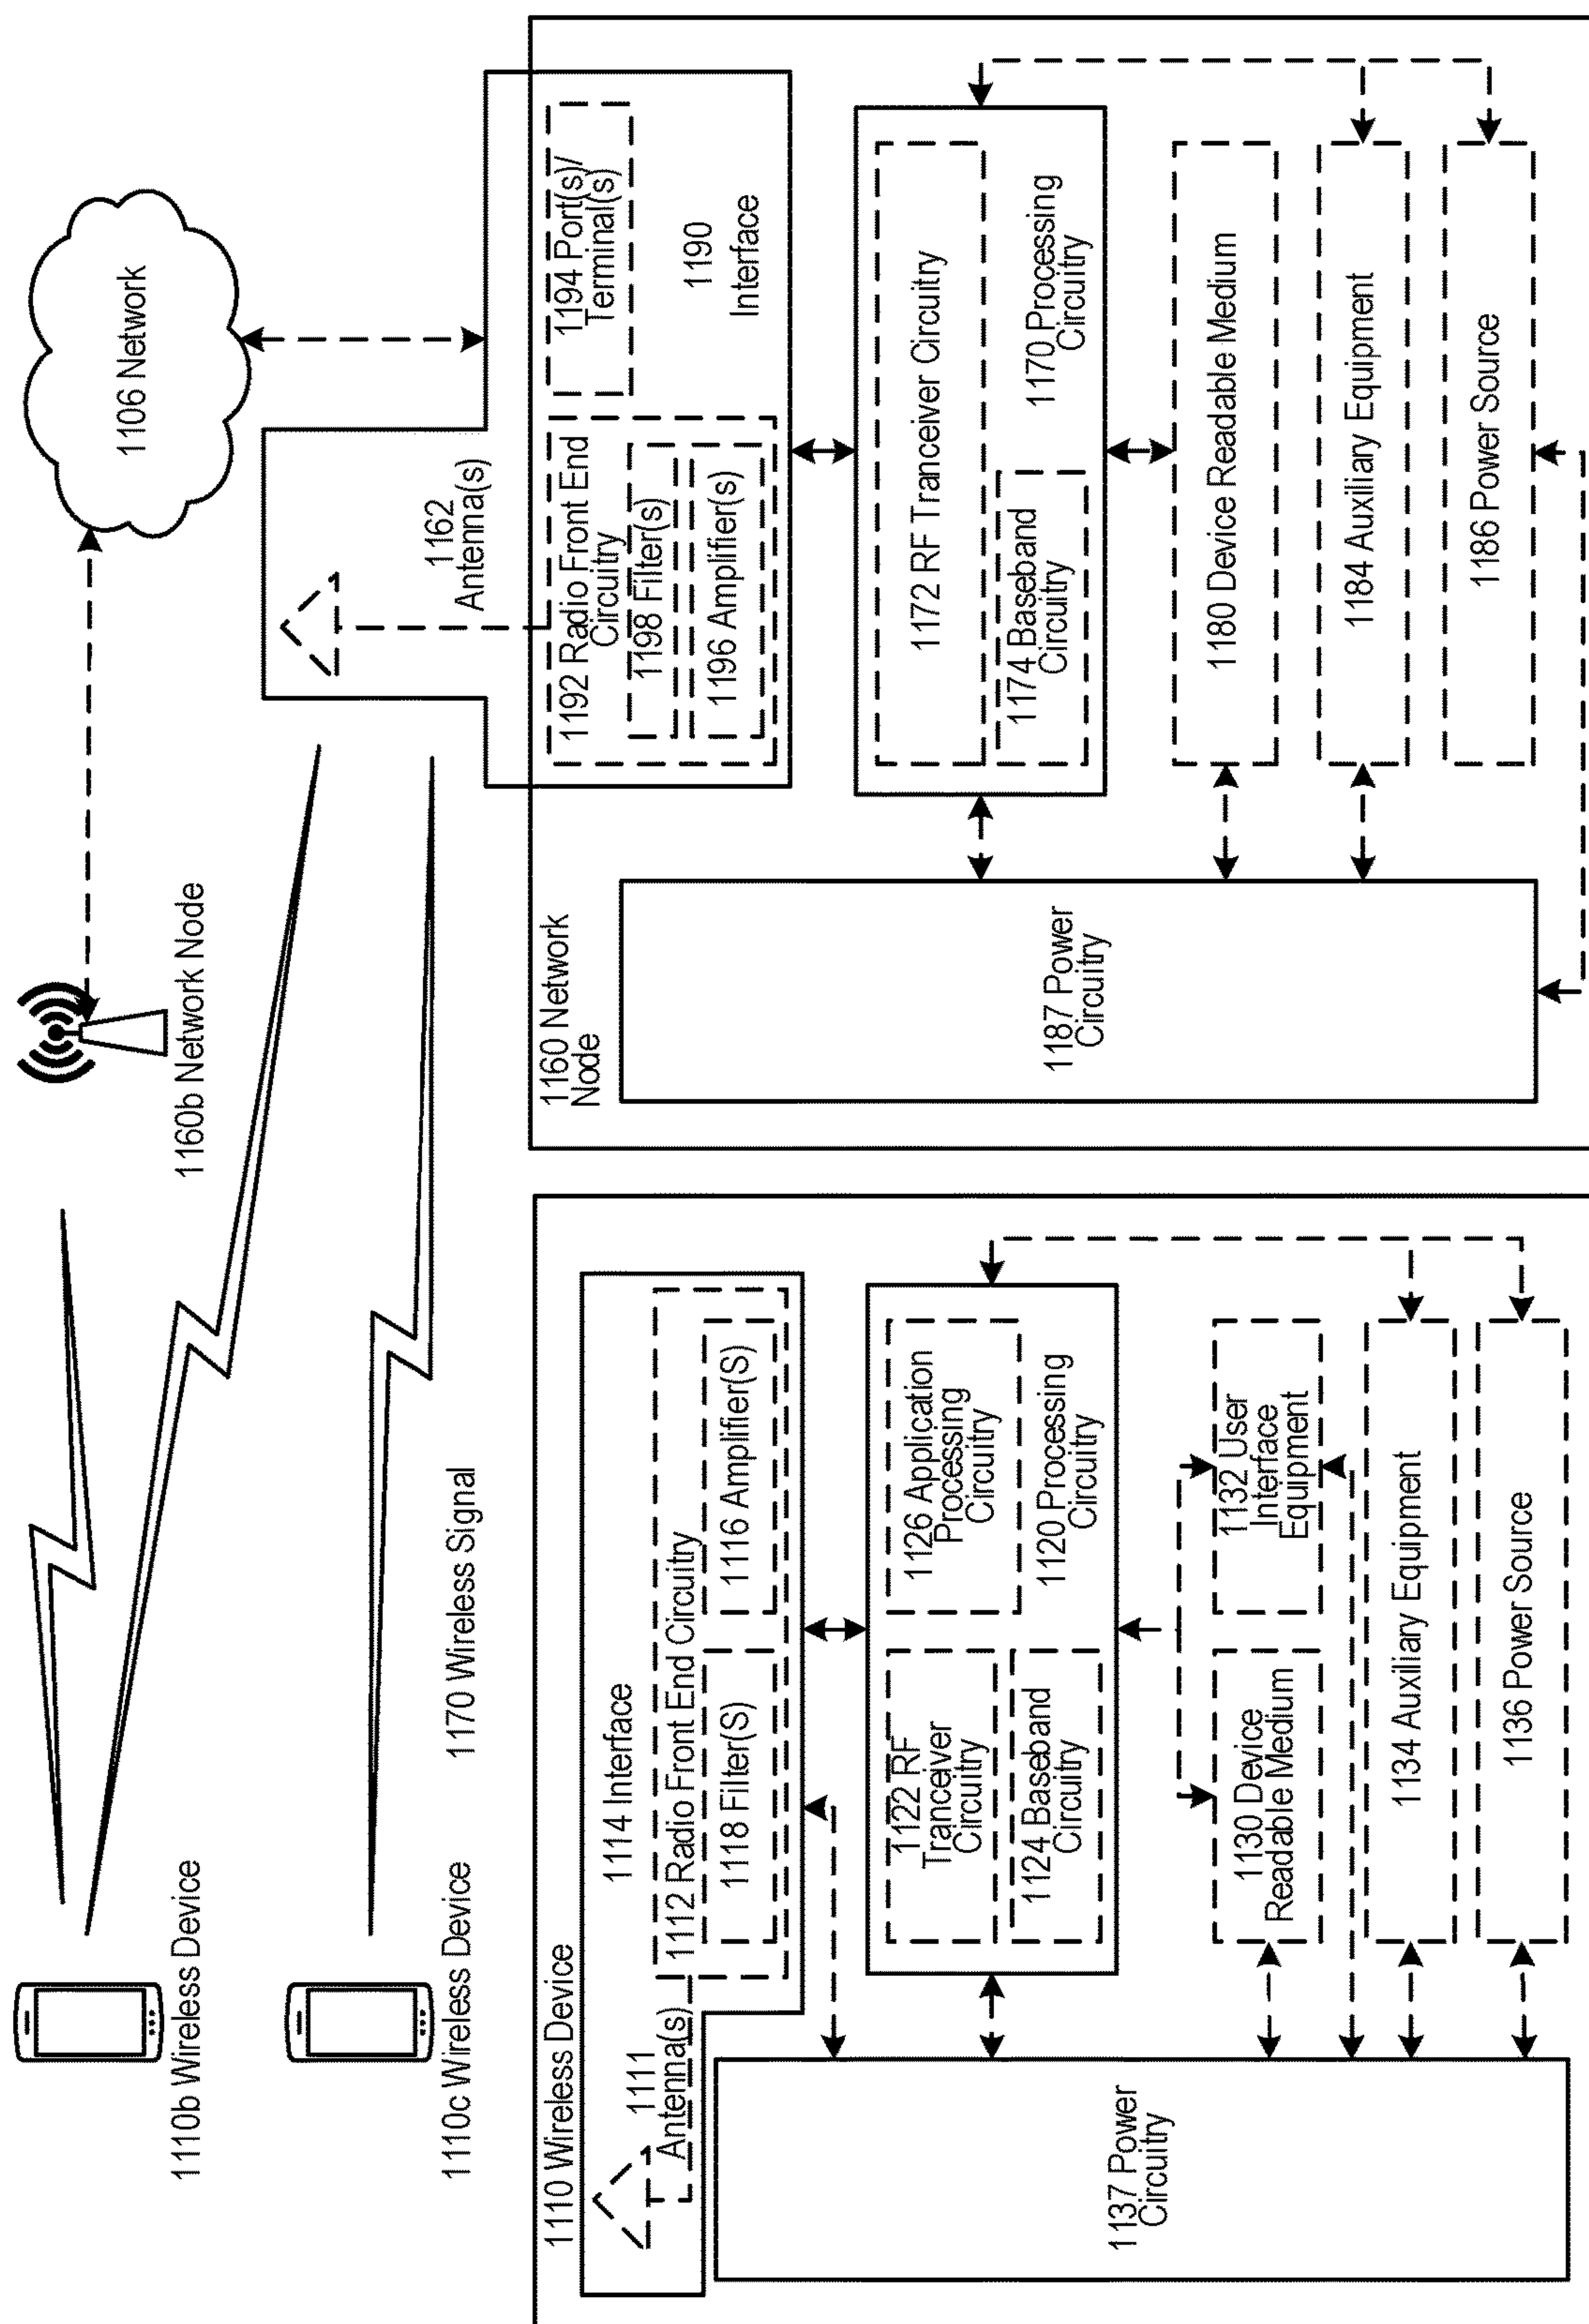 1110b Wireless Device
1160b Network Node
1106 Network
1110c Wireless Device
1170 Wireless Signal
1162
Antenna(s)
1110 Wireless Device
1114 Interface
1111
Antenna(s)
1112 Radio Front End Circuitry
1118 Filter(S)
1116 Amplifier(S)
1122 RF
Tranceiver
Circuitry
1126 Application
Processing
Circuitry
1124 Baseband
Circuitry
1120 Processing
Circuitry
1130 Device
Readable Medium
1132 User
Interface
Equipment
1134 Auxiliary Equipment
1136 Power Source
1137 Power
Circuitry
1160 Network
Node
1192 Radio Front End
Circuitry
1198 Filter(s)
1196 Amplifier(s)
1194 Port(s)/
Terminal(s)
1190
Interface
1172 RF Tranceiver Circuitry
1174 Baseband
Circuitry
1170 Processing
Circuitry
1180 Device Readable Medium
1184 Auxiliary Equipment
1186 Power Source
1187 Power
Circuitry